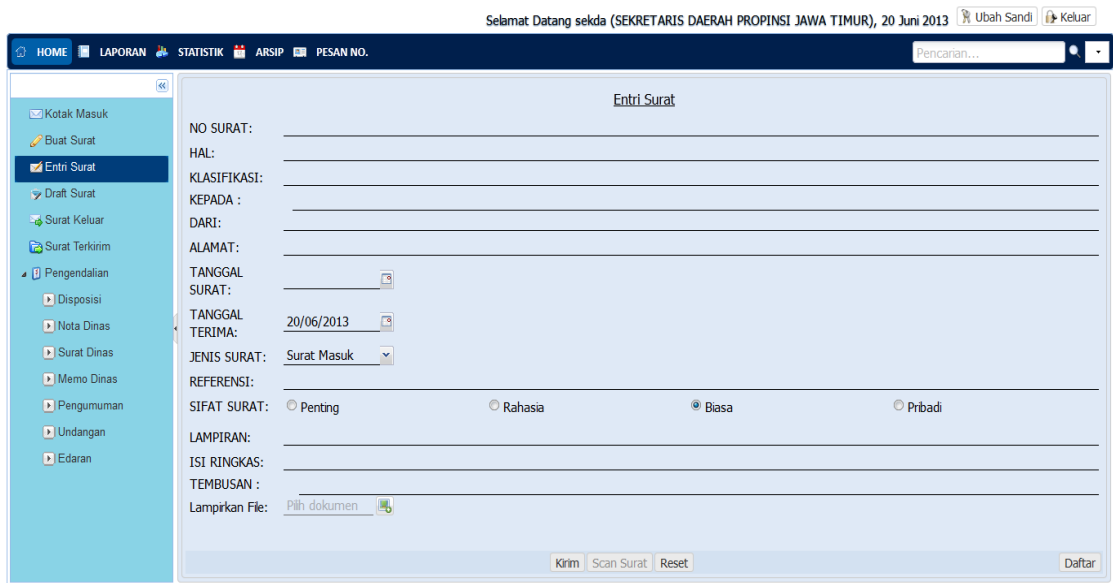 Selamat Datang sekda (SEKRETARIS DAERAH PROPINSI JAWA TIMUR), 20 Juni 2013 Ubah Sandi Keluar
HOME LAPORAN STATISTIK ARSIP PESAN NO. Pencarian...
Kotak Masuk
Buat Surat
Entri Surat
Draft Surat
Surat Keluar
Surat Terkirim
Pengendalian
Disposisi
Nota Dinas
Surat Dinas
Memo Dinas
Pengumuman
Undangan
Edaran
Entri Surat
NO SURAT:
HAL:
KLASIFIKASI:
KEPADA :
DARI:
ALAMAT:
TANGGAL
SURAT:
TANGGAL
TERIMA: 20/06/2013
JENIS SURAT: Surat Masuk
REFERENSI:
SIFAT SURAT: Penting Rahasia Biasa Pribadi
LAMPIRAN:
ISI RINGKAS:
TEMBUSAN :
Lampirkan File: Pilih dokumen
Kirim Scan Surat Reset Daftar